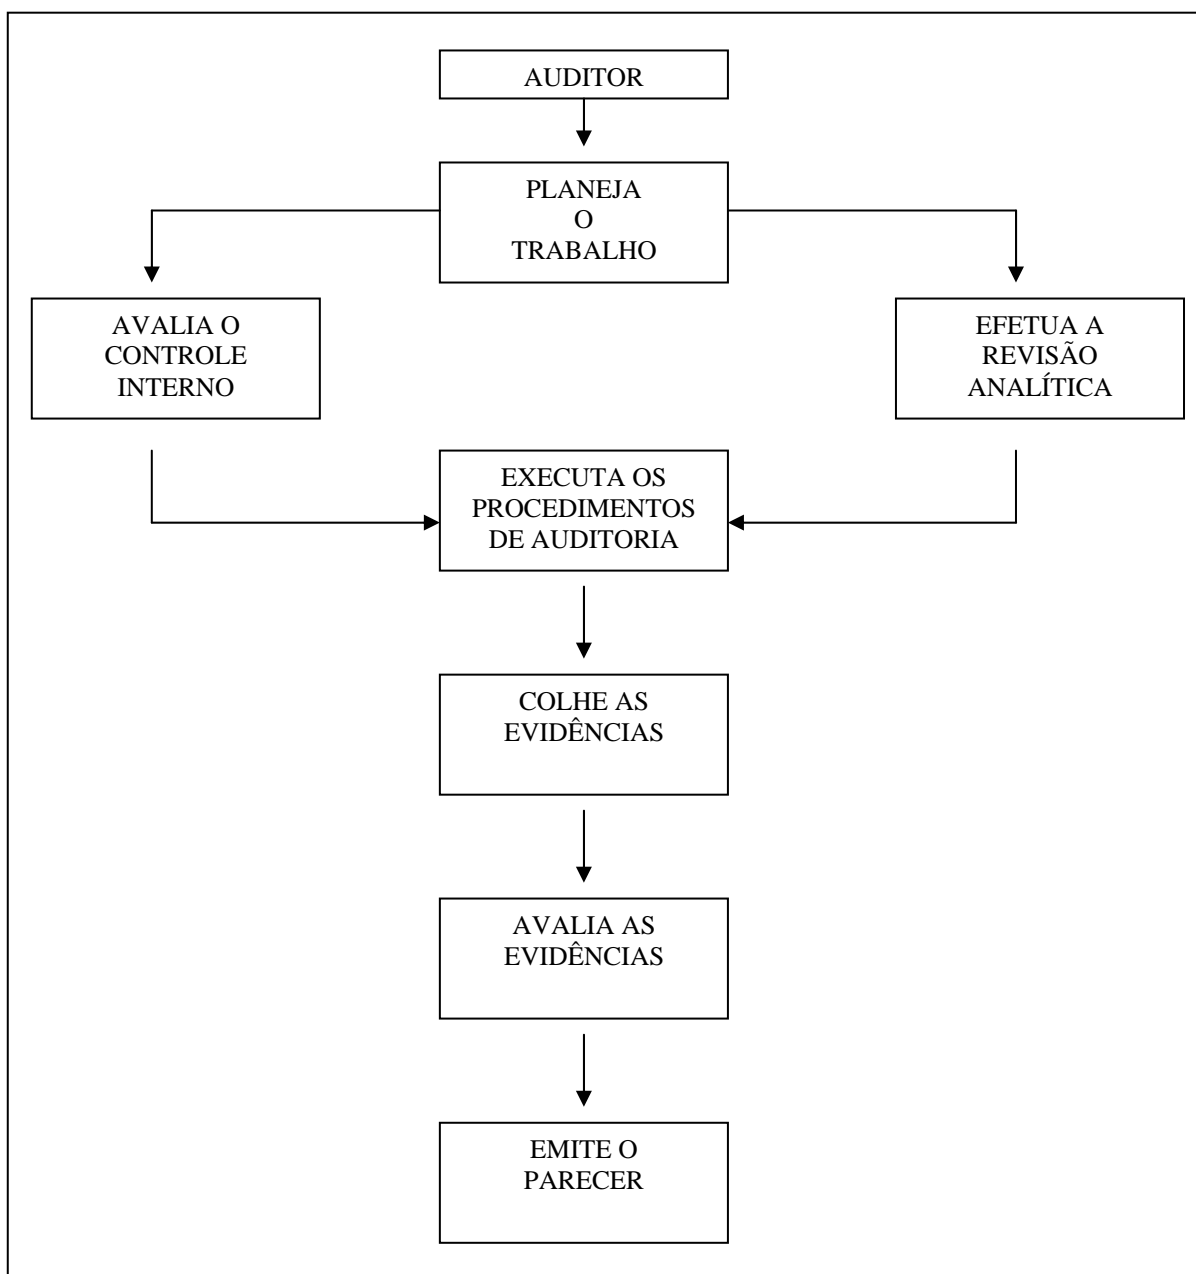 AUDITOR
PLANEJA
O
TRABALHO
AVALIA O
CONTROLE
INTERNO
EFETUA A
REVISÃO
ANALÍTICA
EXECUTA OS
PROCEDIMENTOS
DE AUDITORIA
COLHE AS
EVIDÊNCIAS
AVALIA AS
EVIDÊNCIAS
EMITE O
PARECER